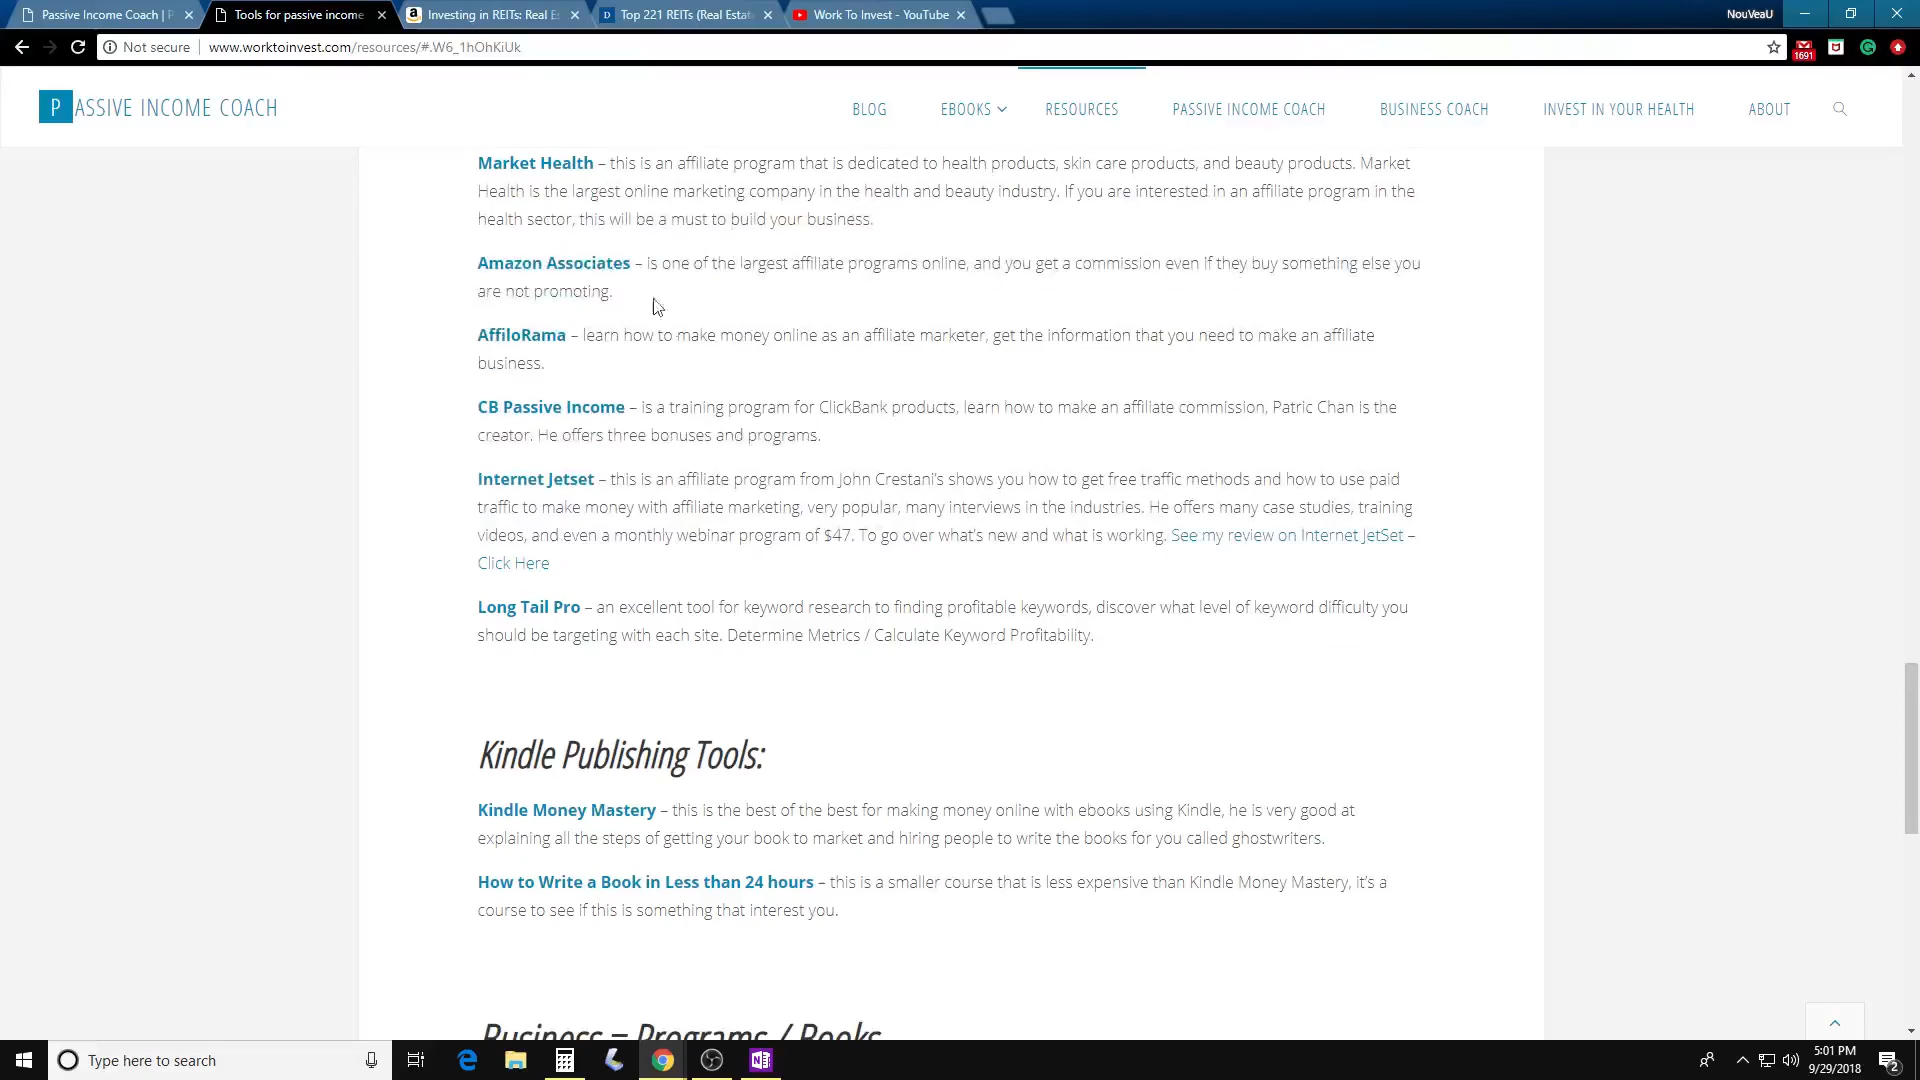 Passive Income Coach | P
Tools for passive income
Investing in REITs: Real E
Top 221 REITs (Real Estat
Work To Invest - YouTube
NouVeaU
Not secure
www.worktoinvest.com/resources/#.W6_1hOhKiUk
1691
PASSIVE INCOME COACH
BLOG
EBOOKS
RESOURCES
PASSIVE INCOME COACH
BUSINESS COACH
INVEST IN YOUR HEALTH
ABOUT
Market Health – this is an affiliate program that is dedicated to health products, skin care products, and beauty products. Market
Health is the largest online marketing company in the health and beauty industry. If you are interested in an affiliate program in the
health sector, this will be a must to build your business.
Amazon Associates – is one of the largest affiliate programs online, and you get a commission even if they buy something else you
are not promoting.
AffiloRama – learn how to make money online as an affiliate marketer, get the information that you need to make an affiliate
business.
CB Passive Income – is a training program for ClickBank products, learn how to make an affiliate commission, Patric Chan is the
creator. He offers three bonuses and programs.
Internet Jetset – this is an affiliate program from John Crestani's shows you how to get free traffic methods and how to use paid
traffic to make money with affiliate marketing, very popular, many interviews in the industries. He offers many case studies, training
videos, and even a monthly webinar program of $47. To go over what's new and what is working. See my review on Internet JetSet –
Click Here
Long Tail Pro – an excellent tool for keyword research to finding profitable keywords, discover what level of keyword difficulty you
should be targeting with each site. Determine Metrics / Calculate Keyword Profitability.
Kindle Publishing Tools:
Kindle Money Mastery – this is the best of the best for making money online with ebooks using Kindle, he is very good at
explaining all the steps of getting your book to market and hiring people to write the books for you called ghostwriters.
How to Write a Book in Less than 24 hours – this is a smaller course that is less expensive than Kindle Money Mastery, it's a
course to see if this is something that interest you.
Business = Programs / Books
Type here to search
5:01 PM
9/29/2018
2